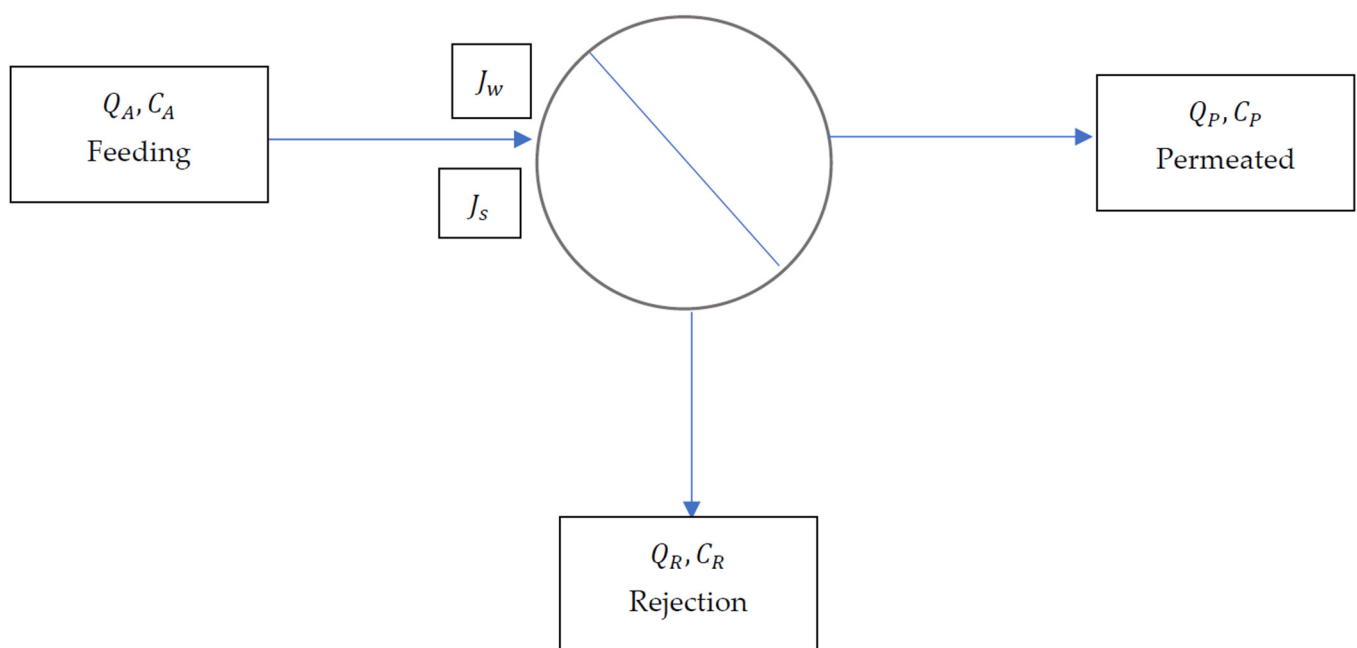 Q_A, C_A
Feeding
J_w
J_s
Q_P, C_P
Permeated
Q_R, C_R
Rejection